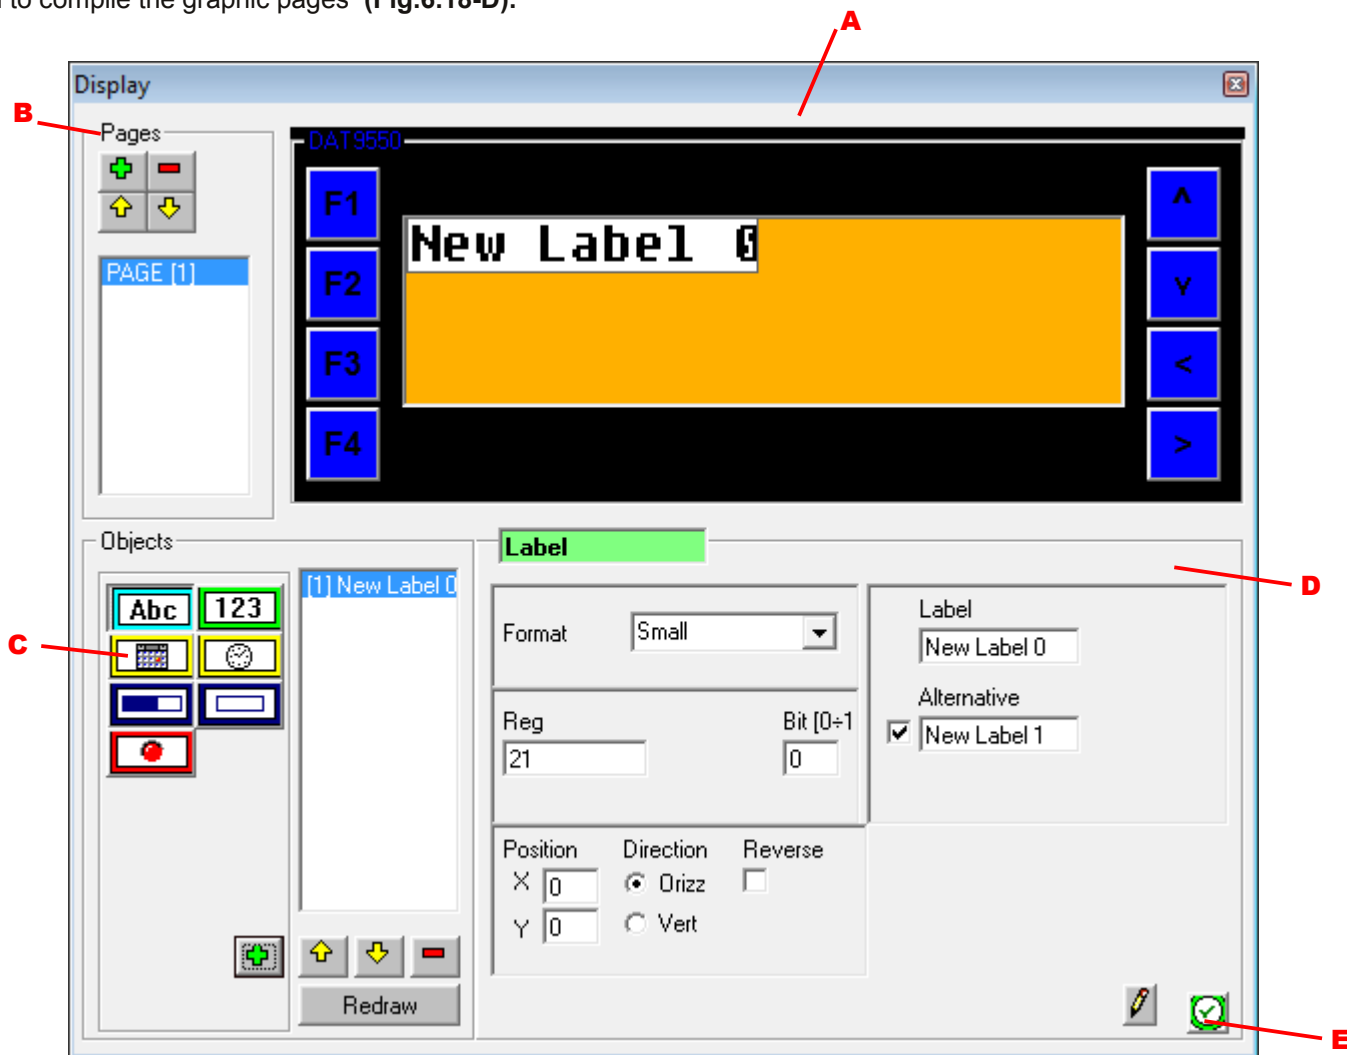 to compile the graphic pages (Fig.6.18-D).
A
Display
B
Pages
DAT9550
F1
^
New Label 0
PAGE [1]
F2
v
F3
<
F4
>
Objects
Label
[1] New Label 0
D
Abc
123
Format
Small
Label
New Label 0
C
Alternative
New Label 1
Reg
Bit [0÷1
21
0
Position
Direction
Reverse
X
0
Orizz
Y
0
Vert
Redraw
E